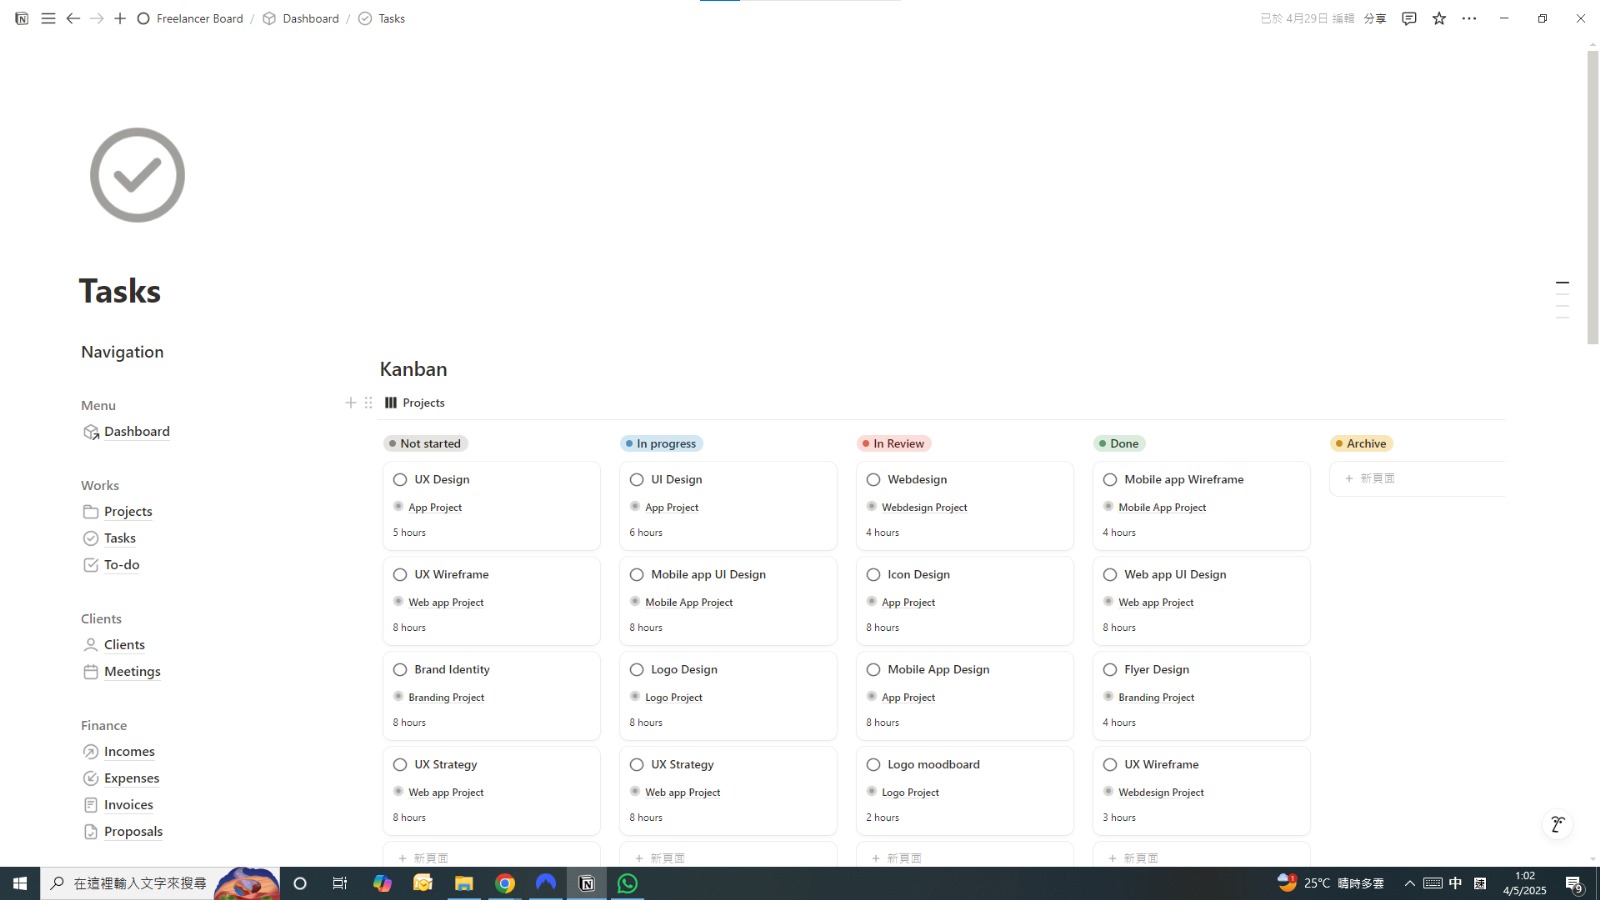 Freelancer Board / Dashboard / Tasks
已於 4月29日 編輯 分享
Tasks
Navigation
Menu
Dashboard
Works
Projects
Tasks
To-do
Clients
Clients
Meetings
Finance
Incomes
Expenses
Invoices
Proposals
Kanban
Projects
Not started
UX Design
App Project
5 hours
UX Wireframe
Web app Project
8 hours
Brand Identity
Branding Project
8 hours
UX Strategy
Web app Project
8 hours
+ 新頁面
In progress
UI Design
App Project
6 hours
Mobile app UI Design
Mobile App Project
8 hours
Logo Design
Logo Project
8 hours
UX Strategy
Web app Project
8 hours
+ 新頁面
In Review
Webdesign
Webdesign Project
4 hours
Icon Design
App Project
8 hours
Mobile App Design
App Project
8 hours
Logo moodboard
Logo Project
2 hours
+ 新頁面
Done
Mobile app Wireframe
Mobile App Project
4 hours
Web app UI Design
Web app Project
8 hours
Flyer Design
Branding Project
4 hours
UX Wireframe
Webdesign Project
3 hours
+ 新頁面
Archive
+ 新頁面
在這裡輸入文字來搜尋
1
25°C 晴時多雲
中
1:02
4/5/2025
9